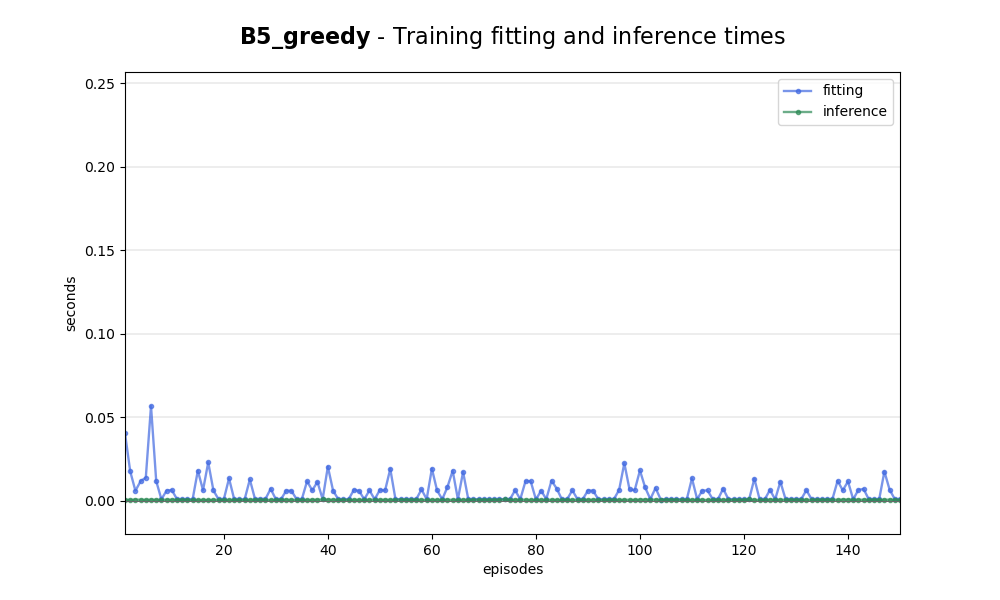 B5_greedy - Training fitting and inference times
fitting
inference
0.25
0.20
0.15
0.10
0.05
0.00
seconds
20 40 60 80 100 120 140
episodes